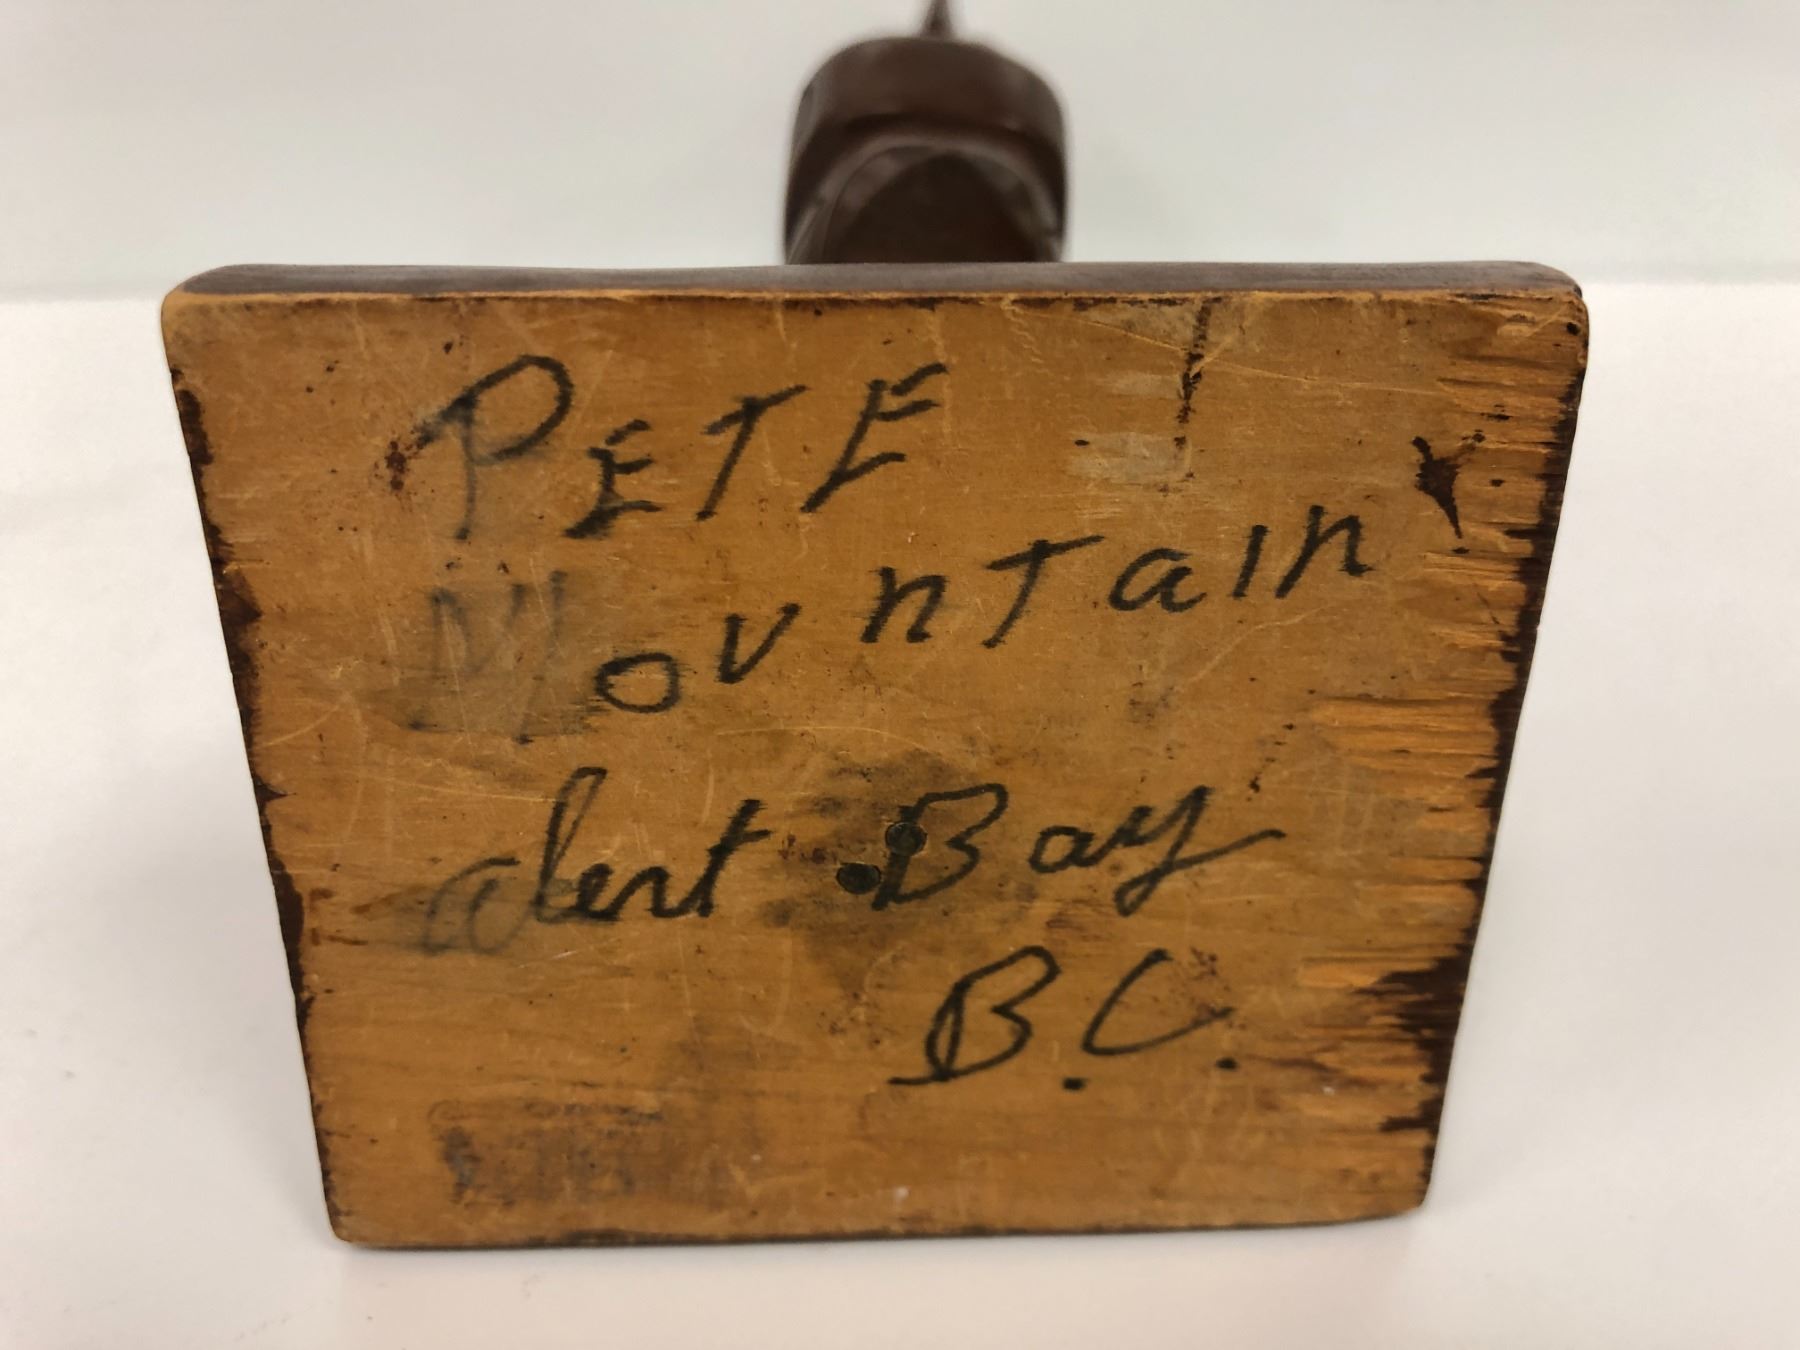 PETE
Mountain
alert Bay
B.C.